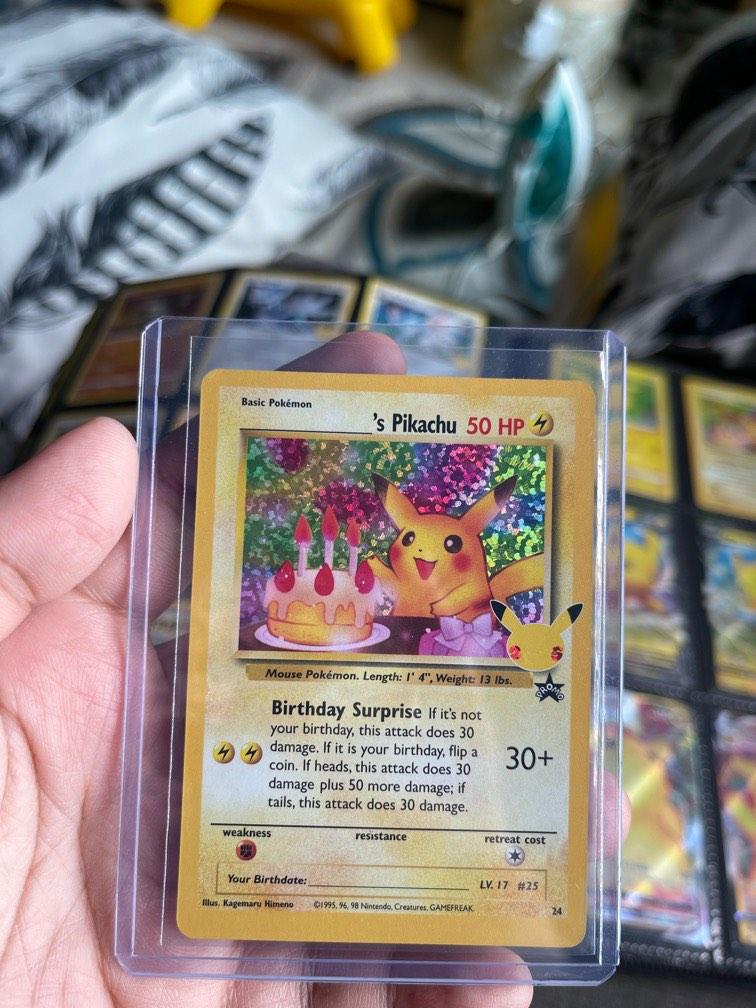 Basic Pokémon
____________'s Pikachu 50 HP
Mouse Pokémon. Length: 1' 4", Weight: 13 lbs.
PROMO
Birthday Surprise If it's not
your birthday, this attack does 30
damage. If it is your birthday, flip a
coin. If heads, this attack does 30
damage plus 50 more damage; if
tails, this attack does 30 damage.
30+
weakness resistance retreat cost
Your Birthdate:____________ LV. 17 #25
Illus. Kagemaru Himeno ©1995, 96, 98 Nintendo, Creatures, GAMEFREAK. 24